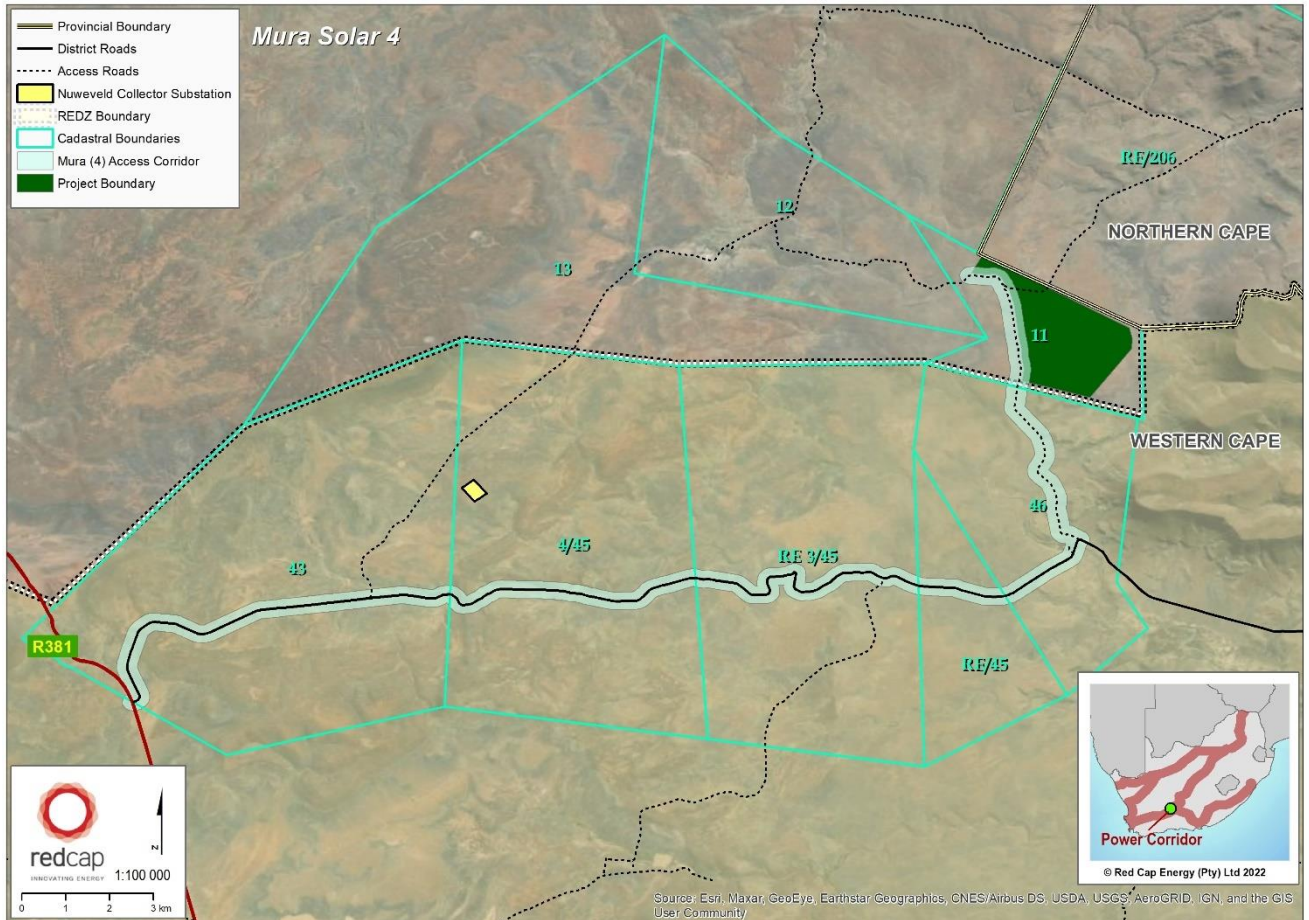 Provincial Boundary
District Roads
Access Roads
Nuweveld Collector Substation
REDZ Boundary
Cadastral Boundaries
Mura (4) Access Corridor
Project Boundary
Mura Solar 4
RE/206
12
NORTHERN CAPE
13
11
WESTERN CAPE
46
4/45
RE 3/45
43
R381
RE/45
redcap
INNOVATING ENERGY
N
1:100 000
0 1 2 3 km
Power Corridor
© Red Cap Energy (Pty) Ltd 2022
Source: Esri, Maxar, GeoEye, Earthstar Geographics, CNES/Airbus DS, USDA, USGS, AeroGRID, IGN, and the GIS
User Community